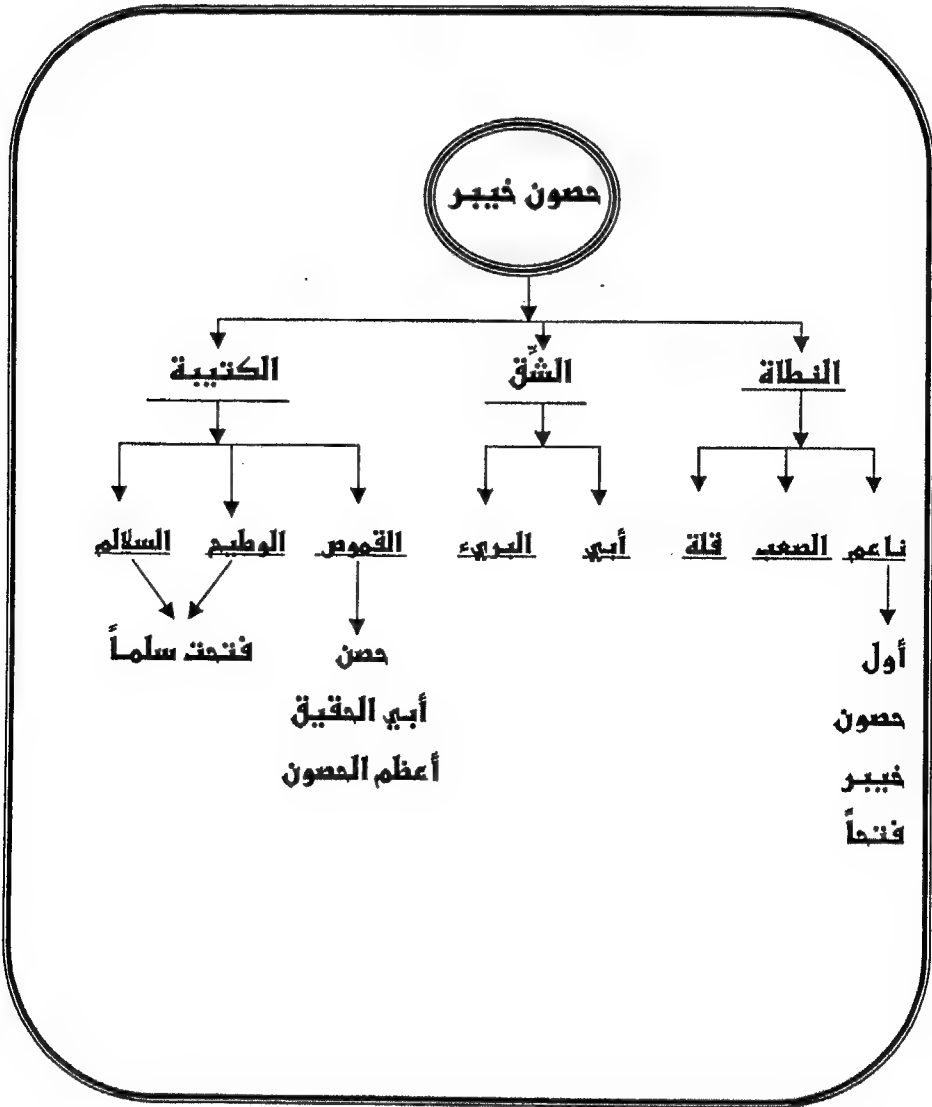 حصون خيبر
النطاة
الشِّق
الكتيبة
ناعم
الصعب
قلة
أبي
البريء
القموص
الوطيح
السلالم
أول
حصون
خيبر
فتحاً
حصن
أبي الحقيق
أعظم الحصون
فتحت سلماً